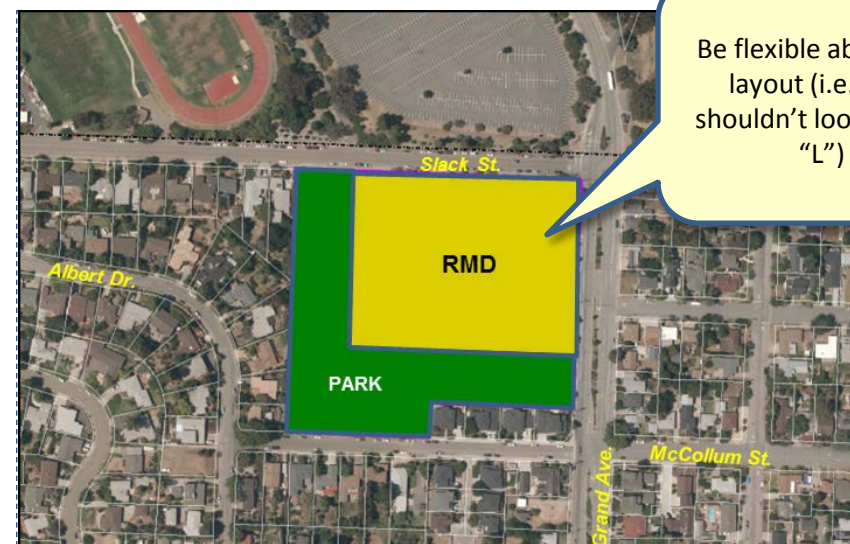 Be flexible ab
layout (i.e.
shouldn't loo
"L")
Slack St.
RMD
Albert Dr.
PARK
McCollum St.
Grand Ave.